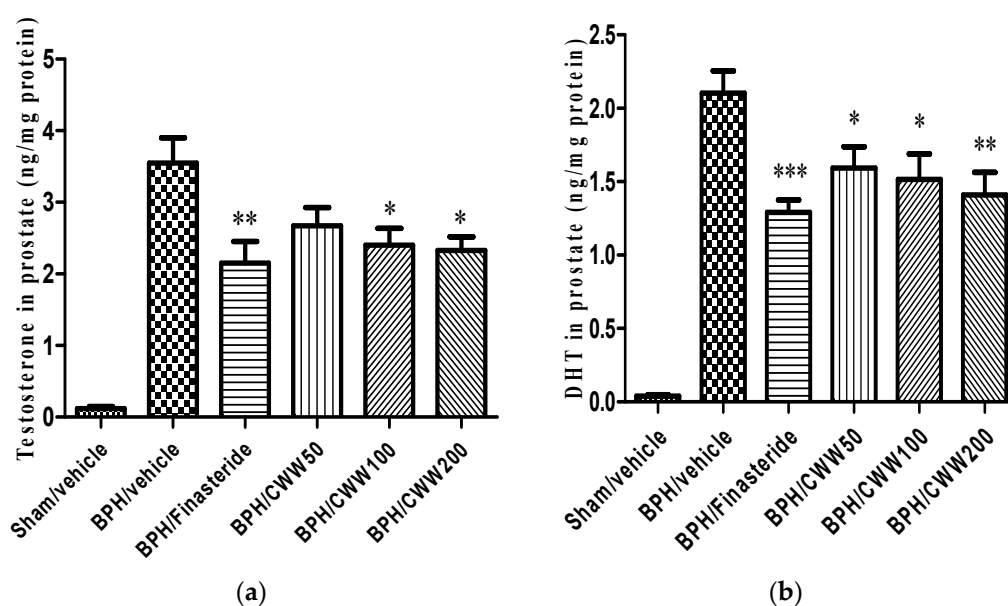 Testosterone in prostate (ng/mg protein)
5
4
3
2
1
0
**
*
*
Sham/vehicle
BPH/vehicle
BPH/Finasteride
BPH/CWW50
BPH/CWW100
BPH/CWW200
(a)
DHT in prostate (ng/mg protein)
2.5
2.0
1.5
1.0
0.5
0.0
***
*
*
**
Sham/vehicle
BPH/vehicle
BPH/Finasteride
BPH/CWW50
BPH/CWW100
BPH/CWW200
(b)